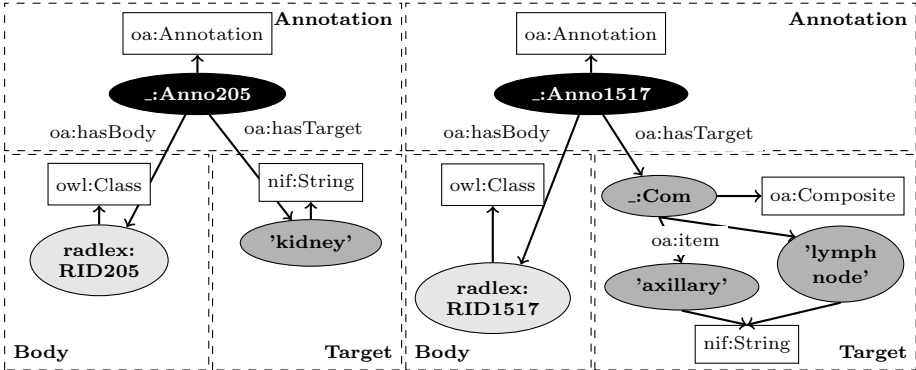 Annotation
oa:Annotation
_:Anno205
oa:hasBody
oa:hasTarget
owl:Class
nif:String
radlex:
RID205
'kidney'
Body
Target
Annotation
oa:Annotation
_:Anno1517
oa:hasBody
oa:hasTarget
owl:Class
_:Com
oa:Composite
oa:item
radlex:
RID1517
'axillary'
'lymph
node'
nif:String
Body
Target